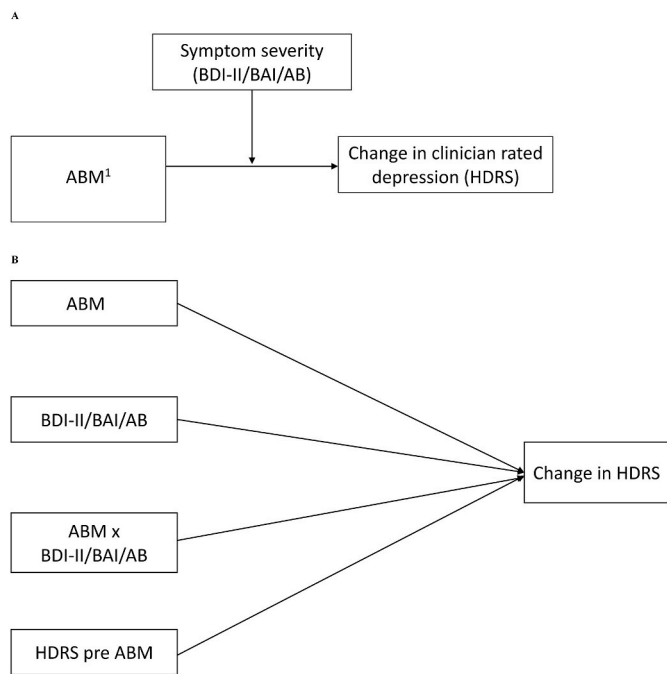 A
Symptom severity
(BDI-II/BAI/AB)
ABM¹
Change in clinician rated
depression (HDRS)
B
ABM
BDI-II/BAI/AB
Change in HDRS
ABM x
BDI-II/BAI/AB
HDRS pre ABM